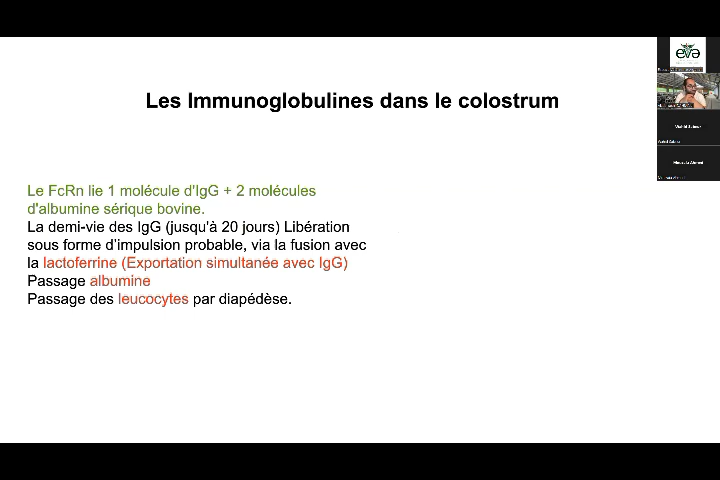 Les Immunoglobulines dans le colostrum
Le FcRn lie 1 molécule d'IgG + 2 molécules
d'albumine sérique bovine.
La demi-vie des IgG (jusqu'à 20 jours) Libération
sous forme d'impulsion probable, via la fusion avec
la lactoferrine (Exportation simultanée avec IgG)
Passage albumine
Passage des leucocytes par diapédèse.
eva